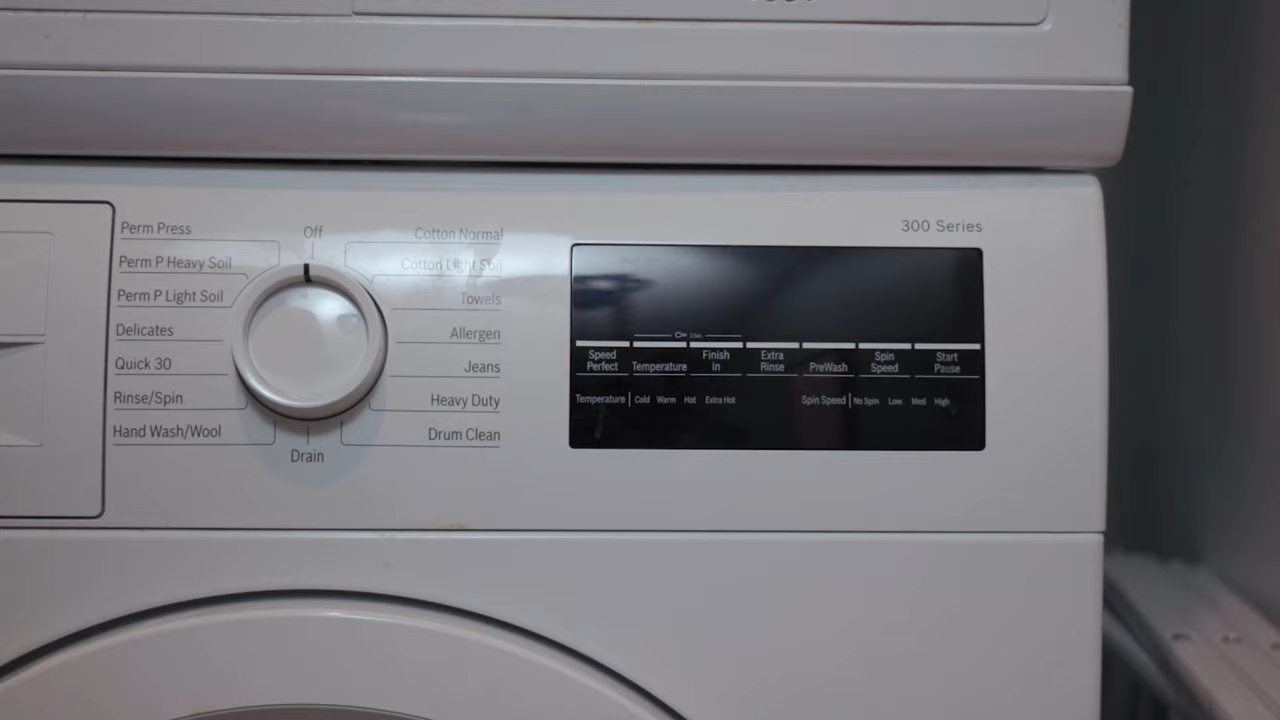 300 Series
Off
Perm Press
Perm P Heavy Soil
Perm P Light Soil
Delicates
Quick 30
Rinse/Spin
Hand Wash/Wool
Drain
Cotton Normal
Cotton Light Soil
Towels
Allergen
Jeans
Heavy Duty
Drum Clean
Speed
Perfect
Temperature
Finish
in
Extra
Rinse
PreWash
Spin
Speed
Start
Pause
Temperature | Cold Warm Hot Extra Hot
Spin Speed | No Spin Low Med High